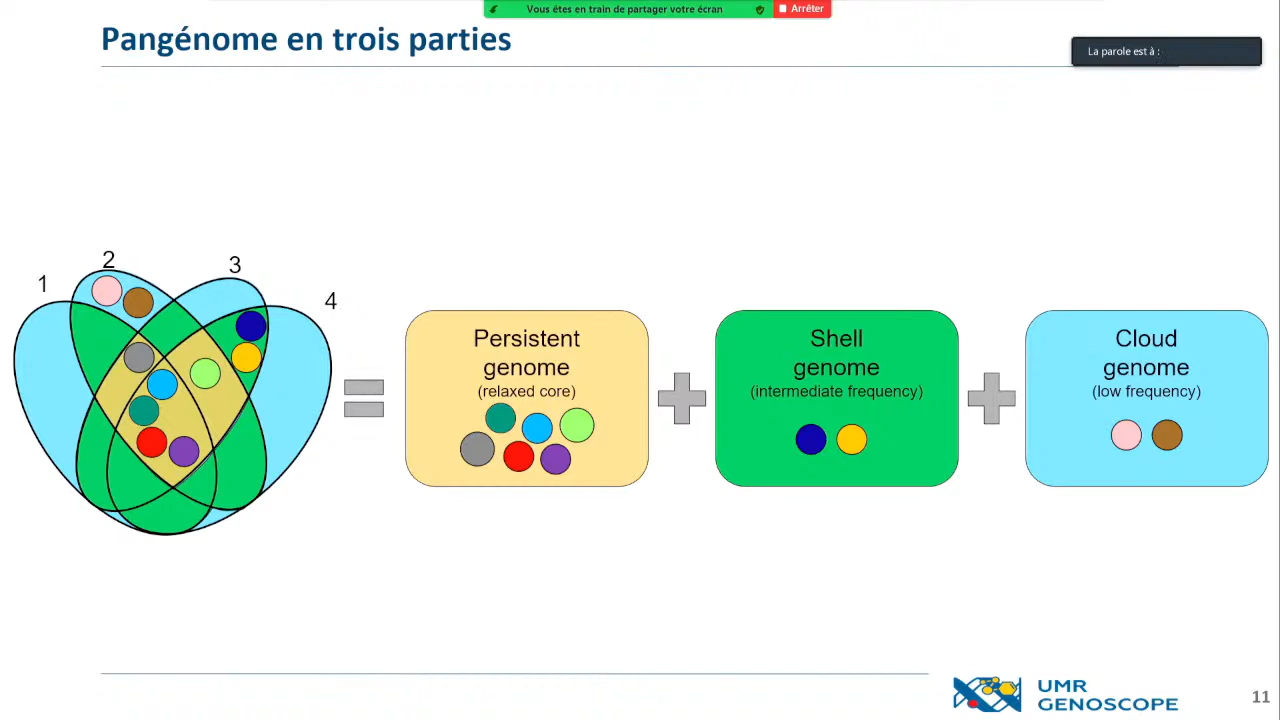 Vous êtes en train de partager votre écran
Arrêter
Pangénome en trois parties
La parole est à :
1
2
3
4
Persistent
genome
(relaxed core)
Shell
genome
(intermediate frequency)
Cloud
genome
(low frequency)
UMR
GENOSCOPE
11